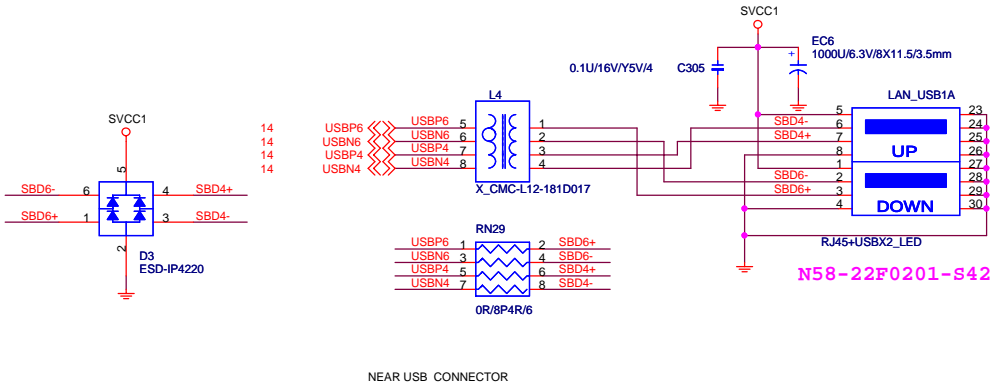 SVCC1
EC6
1000U/6.3V/8X11.5/3.5mm
+
0.1U/16V/Y5V/4
C305
L4
LAN_USB1A
14 USBP6 5 1
14 USBN6 6 2
14 USBP4 7 3
14 USBN4 8 4
X_CMC-L12-181D017
5 23
SBD4- 6 24
SBD4+ 7 25
8 UP 26
1 27
SBD6- 2 28
SBD6+ 3 29
4 DOWN 30
RJ45+USBX2_LED
N58-22F0201-S42
SVCC1
5
SBD6- 6 4 SBD4+
SBD6+ 1 3 SBD4-
2
D3
ESD-IP4220
RN29
USBP6 1 2 SBD6+
USBN6 3 4 SBD6-
USBP4 5 6 SBD4+
USBN4 7 8 SBD4-
0R/8P4R/6
NEAR USB CONNECTOR